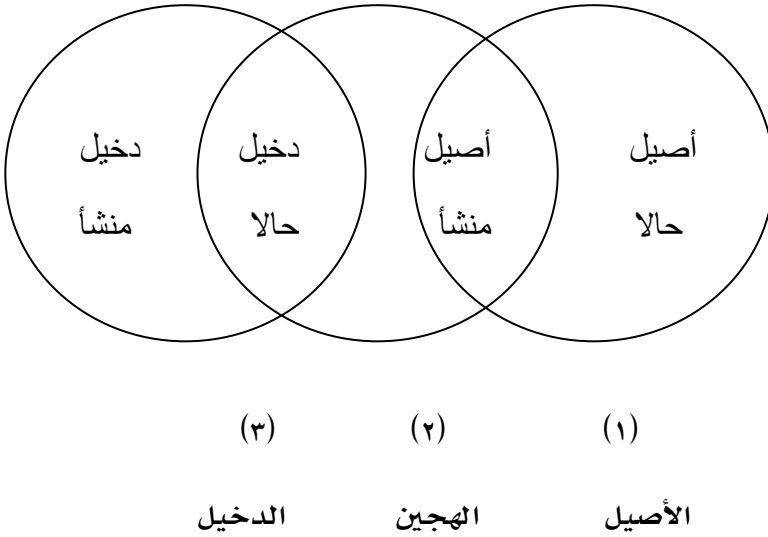 أصيل أصيل دخيل دخيل
حالا منشأ حالا منشأ
(١) (٢) (٣)
الأصيل الهجين الدخيل